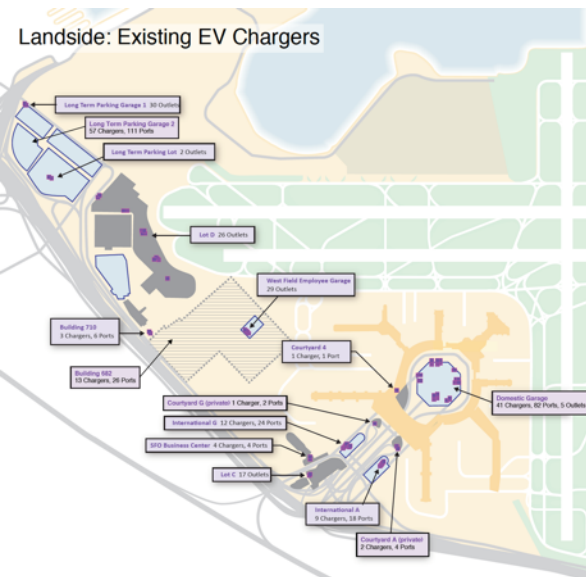 Landside: Existing EV Chargers
Long Term Parking Garage 1 30 Outlets
Long Term Parking Garage 2
57 Chargers, 111 Ports
Long Term Parking Lot 2 Outlets
Lot D 26 Outlets
West Field Employee Garage
29 Outlets
Building 710
3 Chargers, 6 Ports
Courtyard 4
1 Charger, 1 Port
Building 682
13 Chargers, 26 Ports
Domestic Garage
41 Chargers, 82 Ports, 5 Outlets
Courtyard G (private) 1 Charger, 2 Ports
International G 12 Chargers, 24 Ports
SFO Business Center 4 Chargers, 4 Ports
Lot C 17 Outlets
International A
9 Chargers, 18 Ports
Courtyard A (private)
2 Chargers, 4 Ports